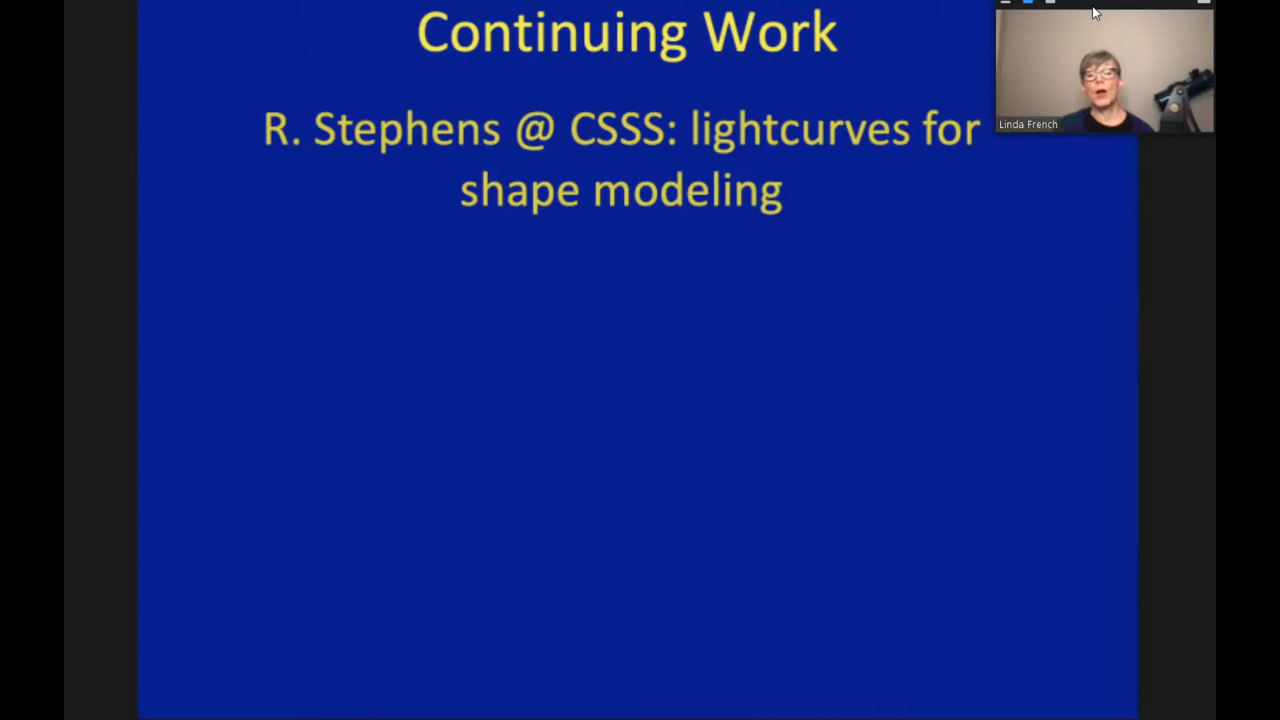 Continuing Work
R. Stephens @ CSSS: lightcurves for
shape modeling
Linda French